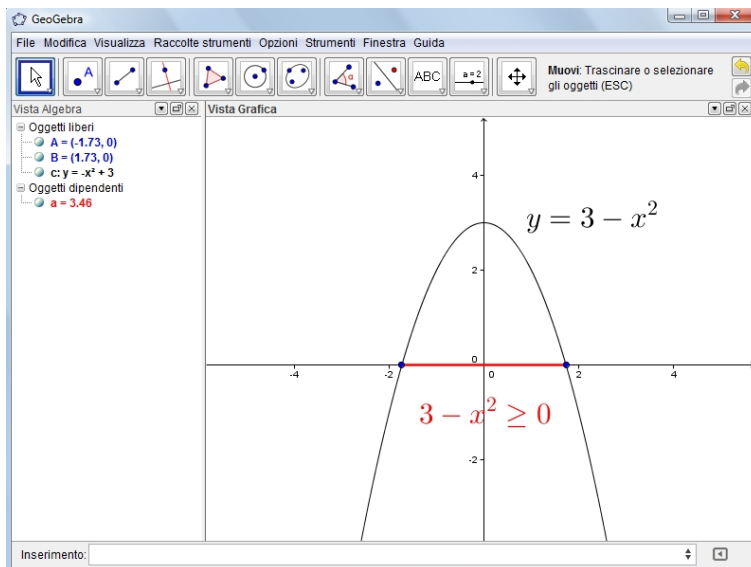 GeoGebra
File Modifica Visualizza Raccolte strumenti Opzioni Strumenti Finestra Guida
A
α
ABC
a = 2
Muovi: Trascinare o selezionare
gli oggetti (ESC)
Vista Algebra
Oggetti liberi
A = (-1.73, 0)
B = (1.73, 0)
c: y = -x² + 3
Oggetti dipendenti
a = 3.46
Vista Grafica
4
y = 3 − x²
2
0
-4 -2 0 2 4
3 − x² ≥ 0
-2
Inserimento: